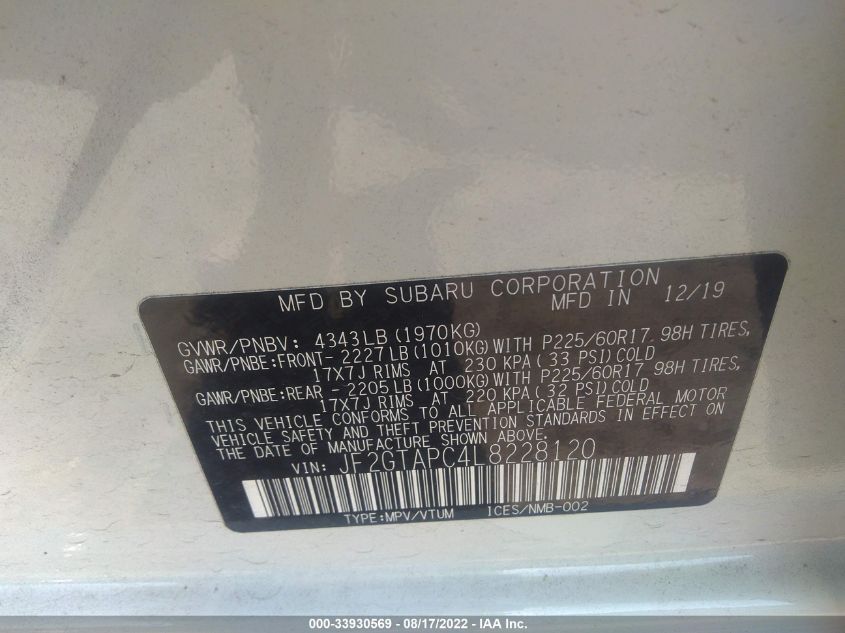 MFD BY SUBARU CORPORATION
MFD IN 12/19
GVWR/PNBV: 4343LB(1970KG)
GAWR/PNBE:FRONT- 2227LB(1010KG)WITH P225/60R17 98H TIRES,
17X7J RIMS AT 230 KPA( 33 PSI)COLD
GAWR/PNBE:REAR - 2205LB(1000KG)WITH P225/60R17 98H TIRES,
17X7J RIMS AT 220 KPA( 32 PSI)COLD
THIS VEHICLE CONFORMS TO ALL APPLICABLE FEDERAL MOTOR
VEHICLE SAFETY AND THEFT PREVENTION STANDARDS IN EFFECT ON
THE DATE OF MANUFACTURE SHOWN ABOVE.
VIN: JF2GTAPC4L8228120
TYPE:MPV/VTUM ICES/NMB-002
000-33930569 - 08/17/2022 - IAA Inc.